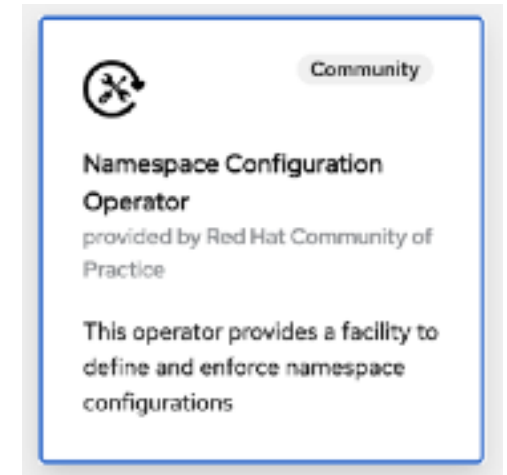 Community
Namespace Configuration
Operator
provided by Red Hat Community of
Practice
This operator provides a facility to
define and enforce namespace
configurations